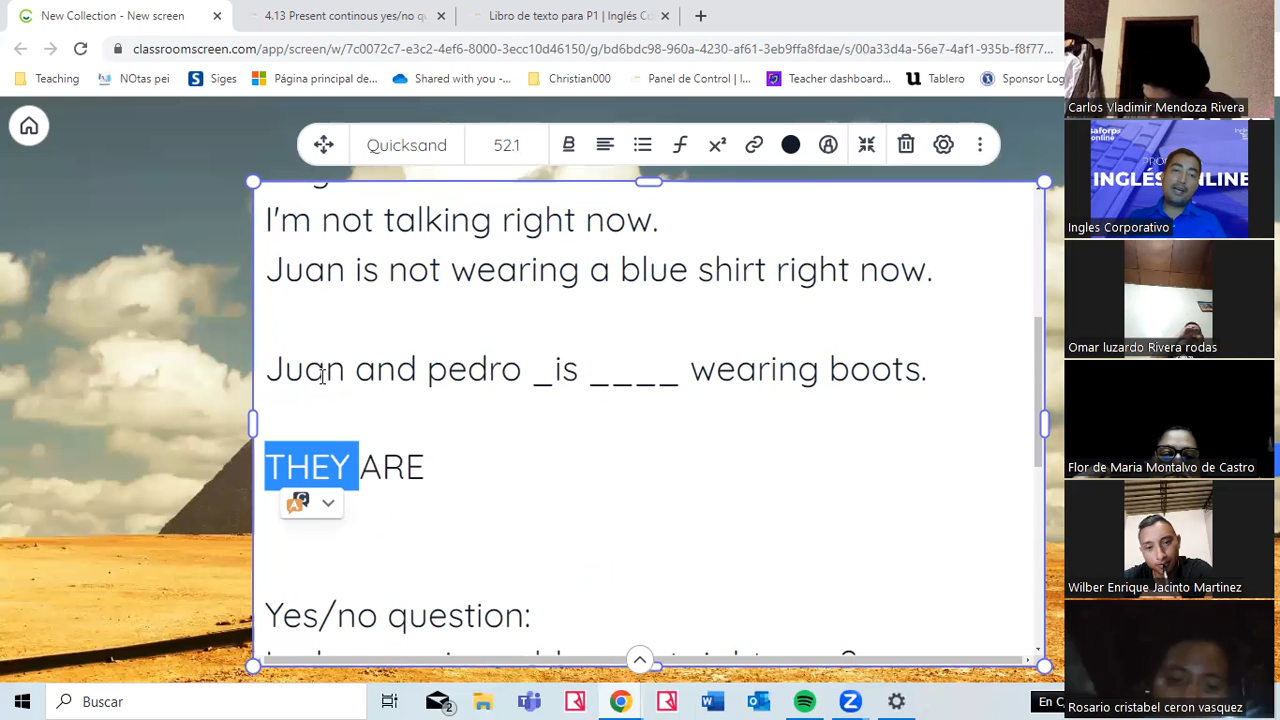 New Collection - New screen
4.13 Present continous yes/no q
Libro de texto para P1 | Inglés Co
classroomscreen.com/app/screen/w/7c0c72c7-e3c2-4ef6-8000-3ecc10d46150/g/bd6b1c98-960a-4230-af61-3eb9ffa8fdae/s/00a33d4a-56e7-4af1-935b-f8f77...
Teaching
NOtas pei
Siges
Página principal de...
Shared with you -...
Christian000
Panel de Control | I...
Teacher dashboard...
Tablero
Sponsor Log
Quicksand
52.1
I'm not talking right now.
Juan is not wearing a blue shirt right now.
Juan and pedro _is ____ wearing boots.
THEY ARE
Yes/no question:
Buscar
2
Carlos Vladimir Mendoza Rivera
INGLÉS ONLINE
Ingles Corporativo
Omar luzardo Rivera rodas
Flor de Maria Montalvo de Castro
Wilber Enrique Jacinto Martinez
Rosario cristabel ceron vasquez